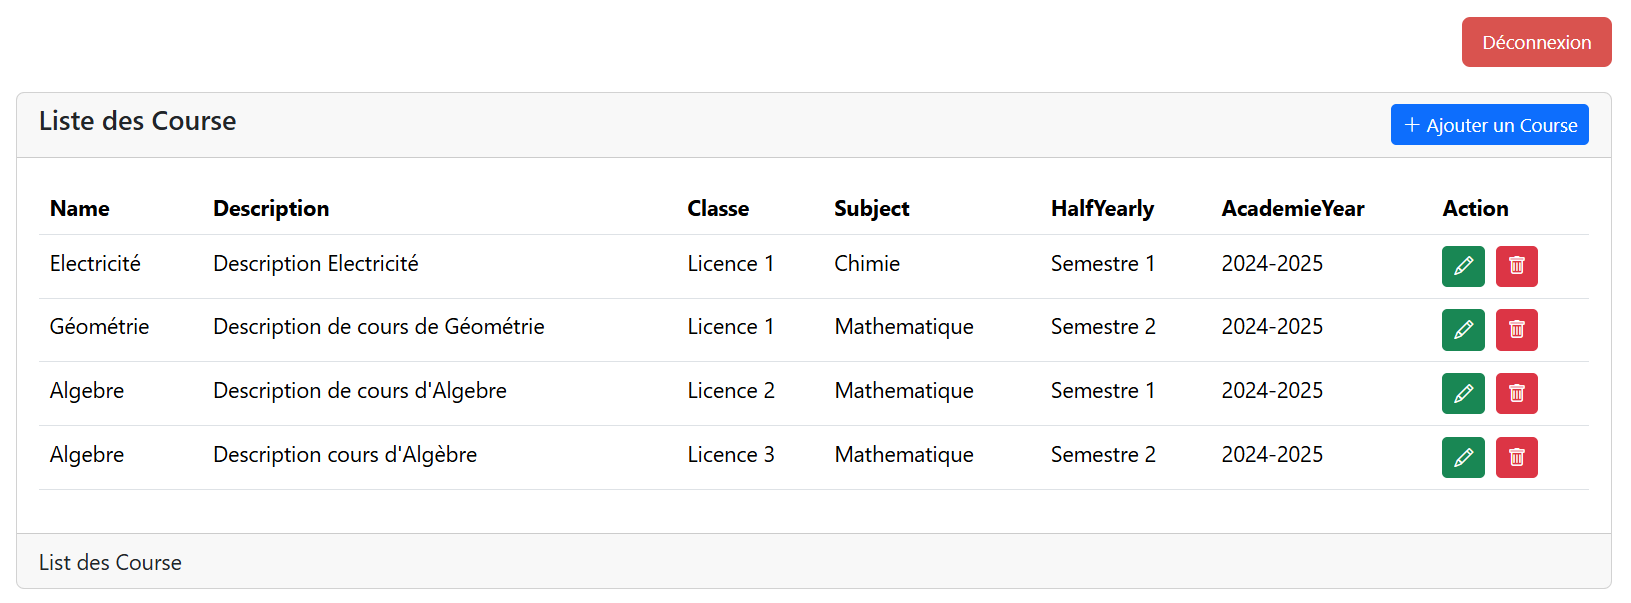 Déconnexion
Liste des Course
+ Ajouter un Course
Name Description Classe Subject HalfYearly AcademieYear Action
Electricité Description Electricité Licence 1 Chimie Semestre 1 2024-2025
Géométrie Description de cours de Géométrie Licence 1 Mathematique Semestre 2 2024-2025
Algebre Description de cours d'Algebre Licence 2 Mathematique Semestre 1 2024-2025
Algebre Description cours d'Algèbre Licence 3 Mathematique Semestre 2 2024-2025
List des Course